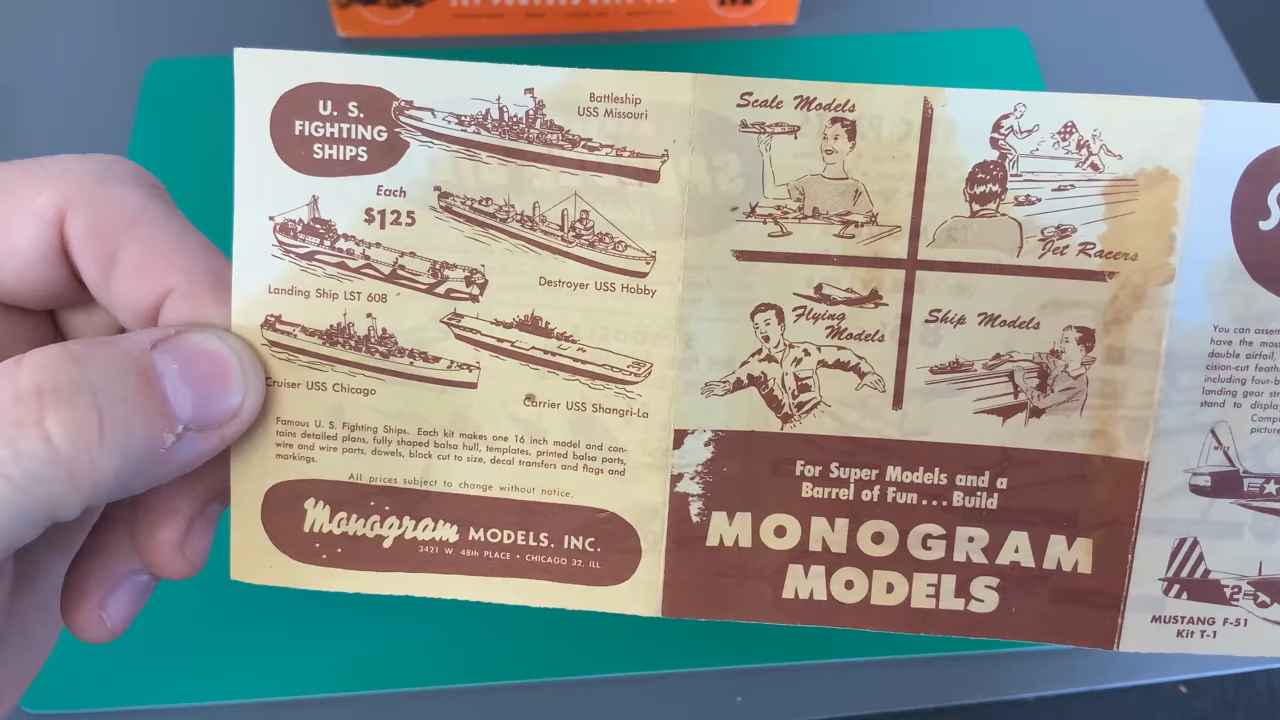 U. S.
FIGHTING
SHIPS
Battleship
USS Missouri
Each
$1.25
Destroyer USS Hobby
Landing Ship LST 608
Cruiser USS Chicago
Carrier USS Shangri-La
Famous U. S. Fighting Ships. Each kit makes one 16 inch model and con-
tains detailed plans, fully shaped balsa hull, templates, printed balsa parts,
wire and wire parts, dowels, block cut to size, decal transfers and flags and
markings.
All prices subject to change without notice.
Monogram MODELS, INC.
3421 W. 48th PLACE • CHICAGO 32, ILL.
Scale Models
Jet Racers
Flying
Models
Ship Models
For Super Models and a
Barrel of Fun...Build
MONOGRAM
MODELS
You can assem
have the most
double airfoil,
cision-cut feath
including four-b
landing gear str
stand to displa
Comp
picture
MUSTANG F-51
Kit T-1